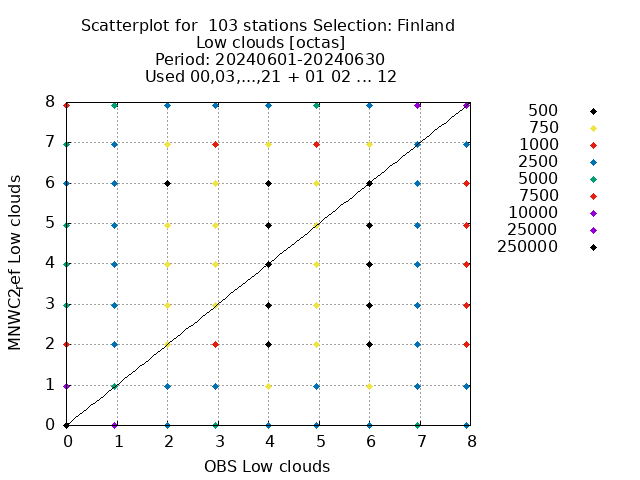 Scatterplot for 103 stations Selection: Finland
Low clouds [octas]
Period: 20240601-20240630
Used 00,03,...,21 + 01 02 ... 12
8
7
6
5
4
3
2
1
0
0 1 2 3 4 5 6 7 8
OBS Low clouds
MNWC2ref Low clouds
500
750
1000
2500
5000
7500
10000
25000
250000